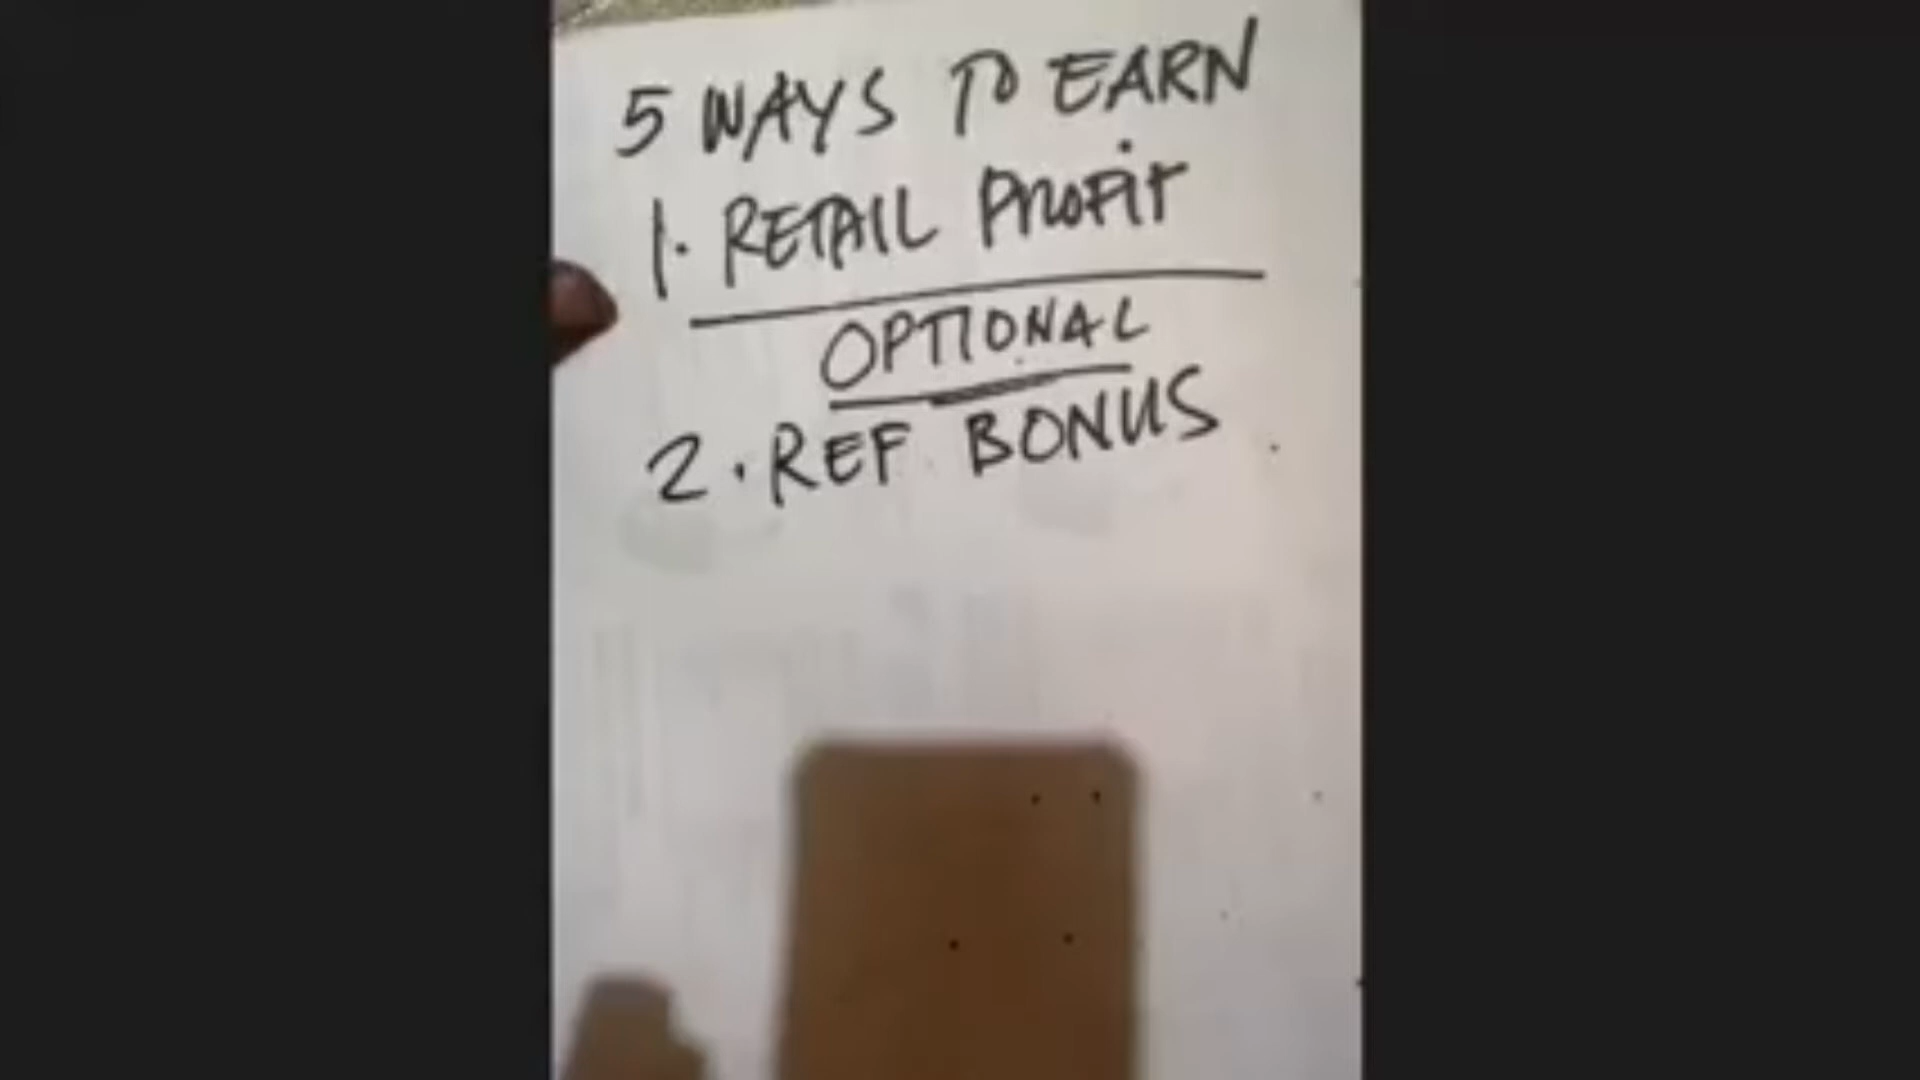 5 WAYS TO EARN
1. RETAIL PROFIT
OPTIONAL
2. REF BONUS